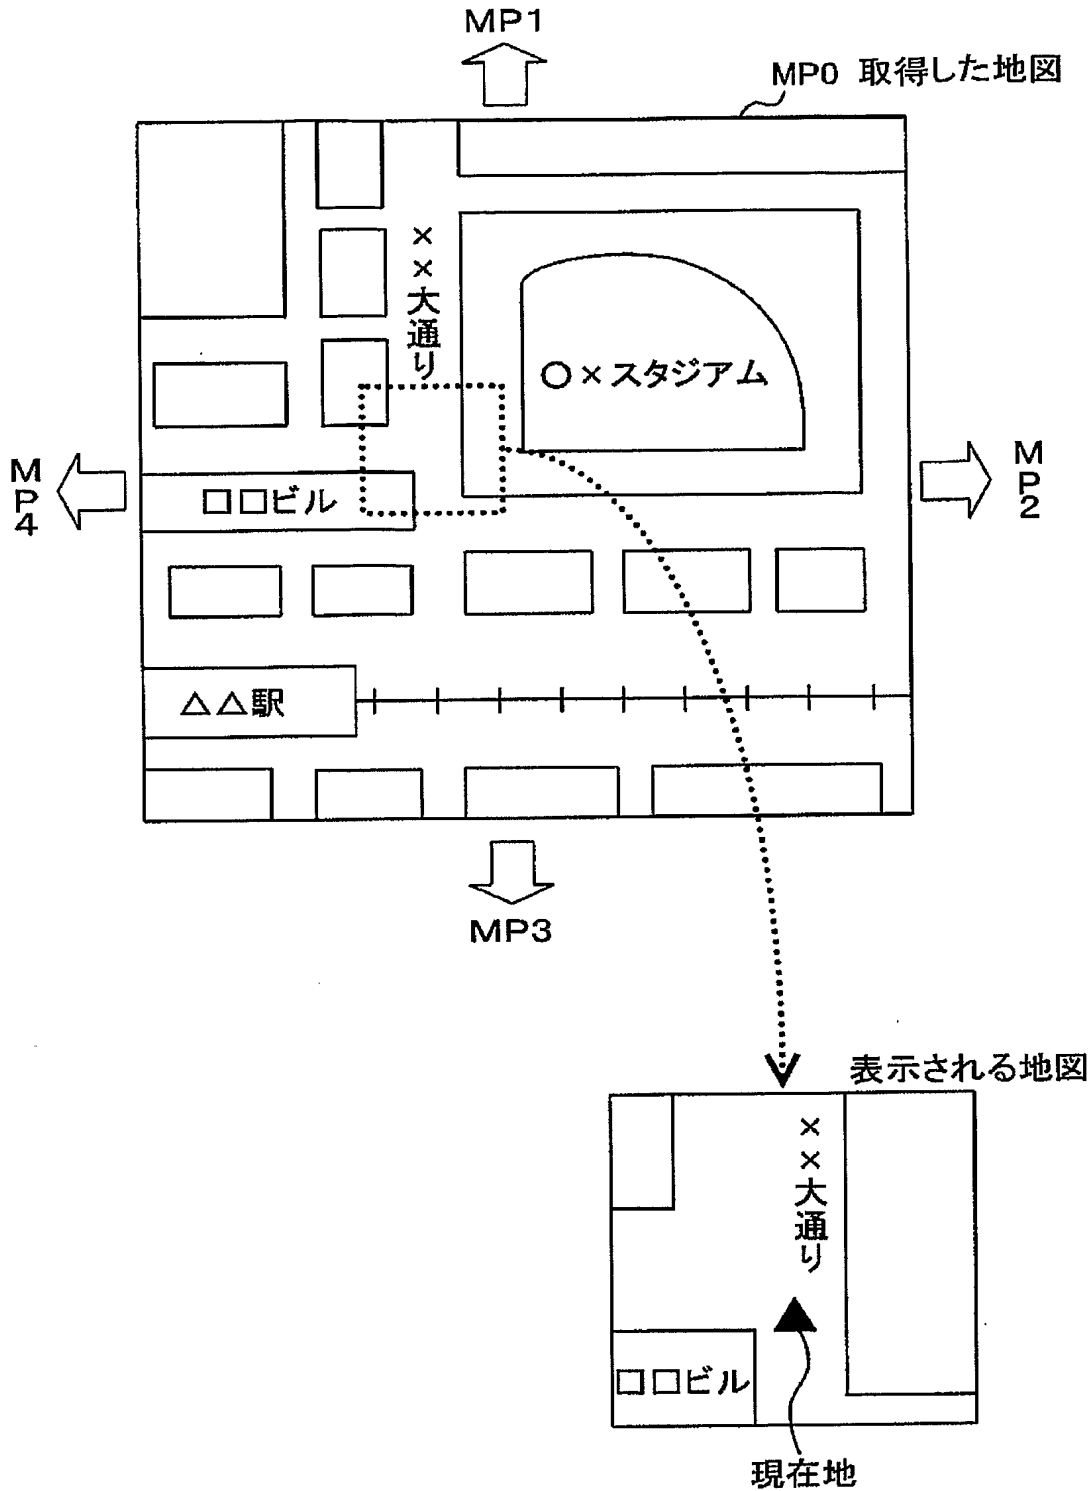 MP1
MP0 取得した地図
××大通り
○×スタジアム
MP4
MP2
□□ビル
△△駅
MP3
表示される地図
××大通り
□□ビル
現在地